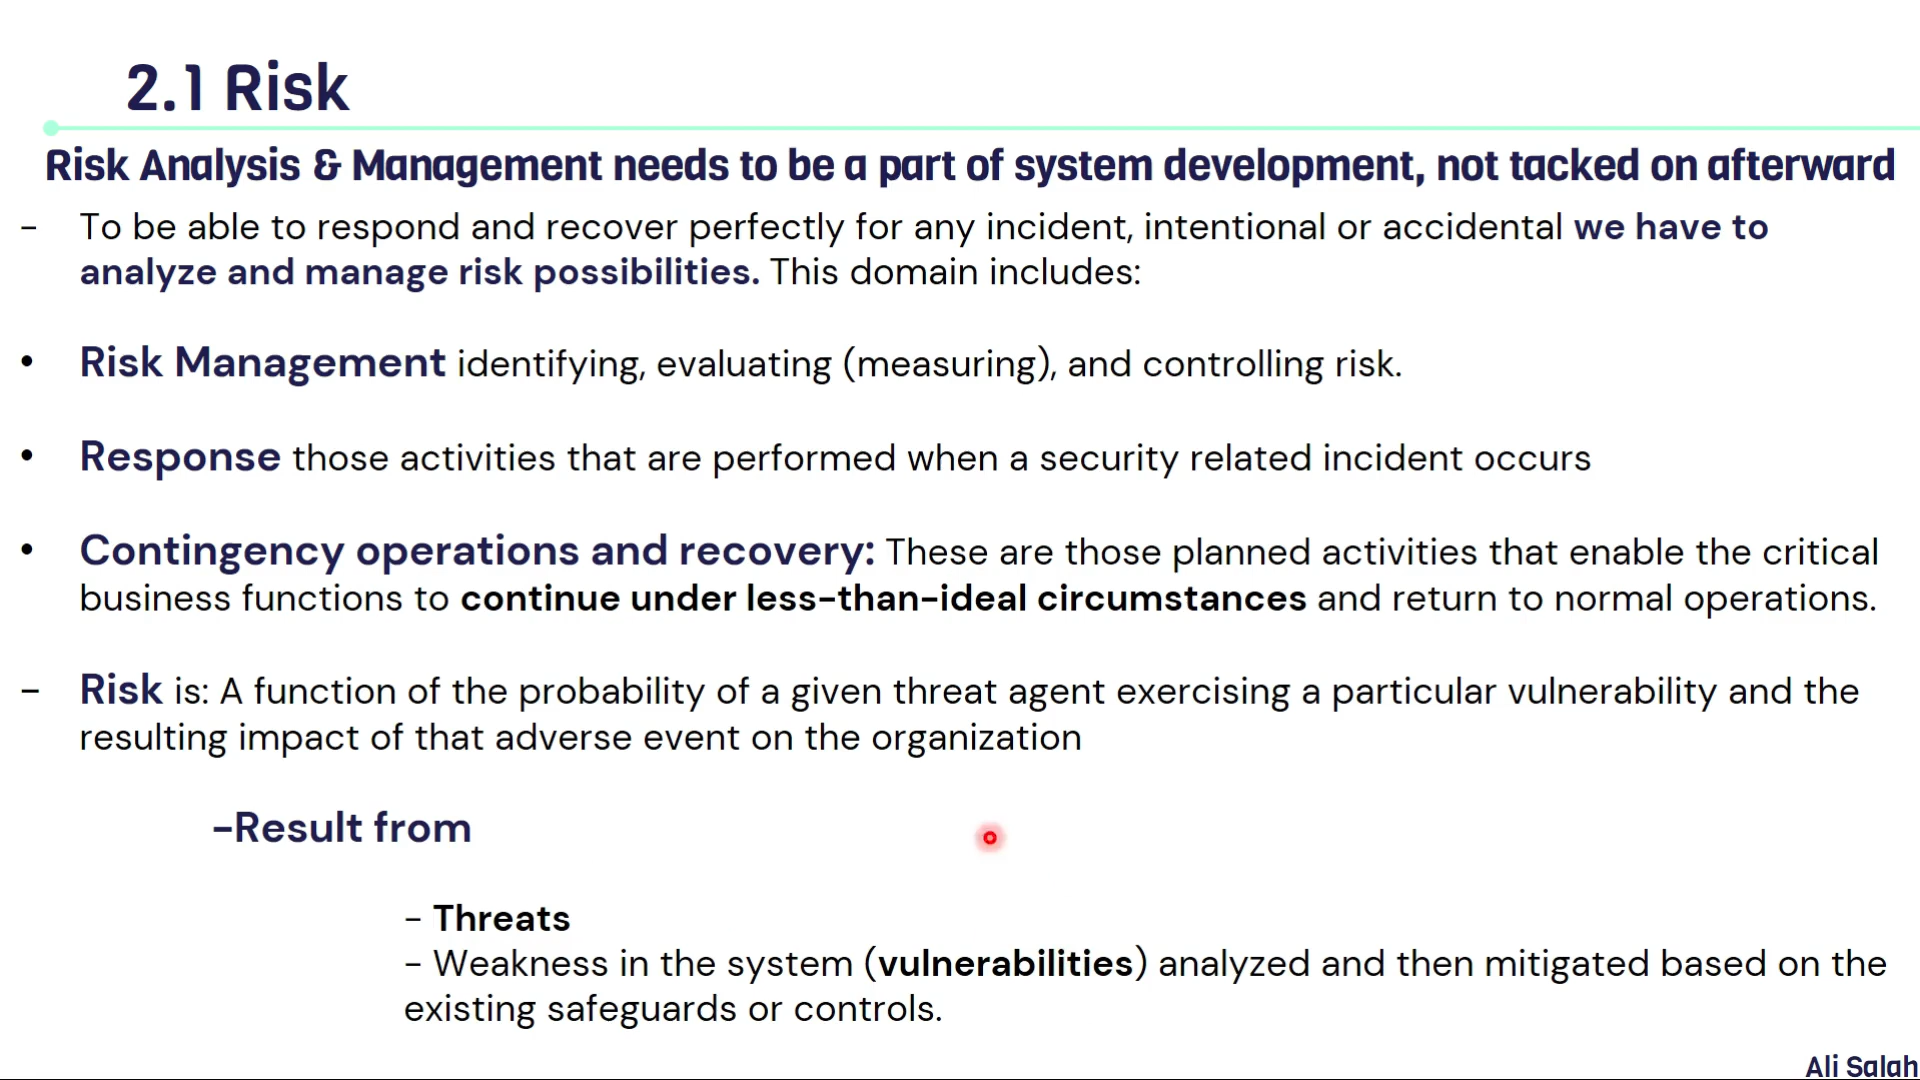 2.1 Risk
Risk Analysis & Management needs to be a part of system development, not tacked on afterward
- To be able to respond and recover perfectly for any incident, intentional or accidental we have to
analyze and manage risk possibilities. This domain includes:
• Risk Management identifying, evaluating (measuring), and controlling risk.
• Response those activities that are performed when a security related incident occurs
• Contingency operations and recovery: These are those planned activities that enable the critical
business functions to continue under less-than-ideal circumstances and return to normal operations.
- Risk is: A function of the probability of a given threat agent exercising a particular vulnerability and the
resulting impact of that adverse event on the organization
-Result from
- Threats
- Weakness in the system (vulnerabilities) analyzed and then mitigated based on the
existing safeguards or controls.
Ali Salah